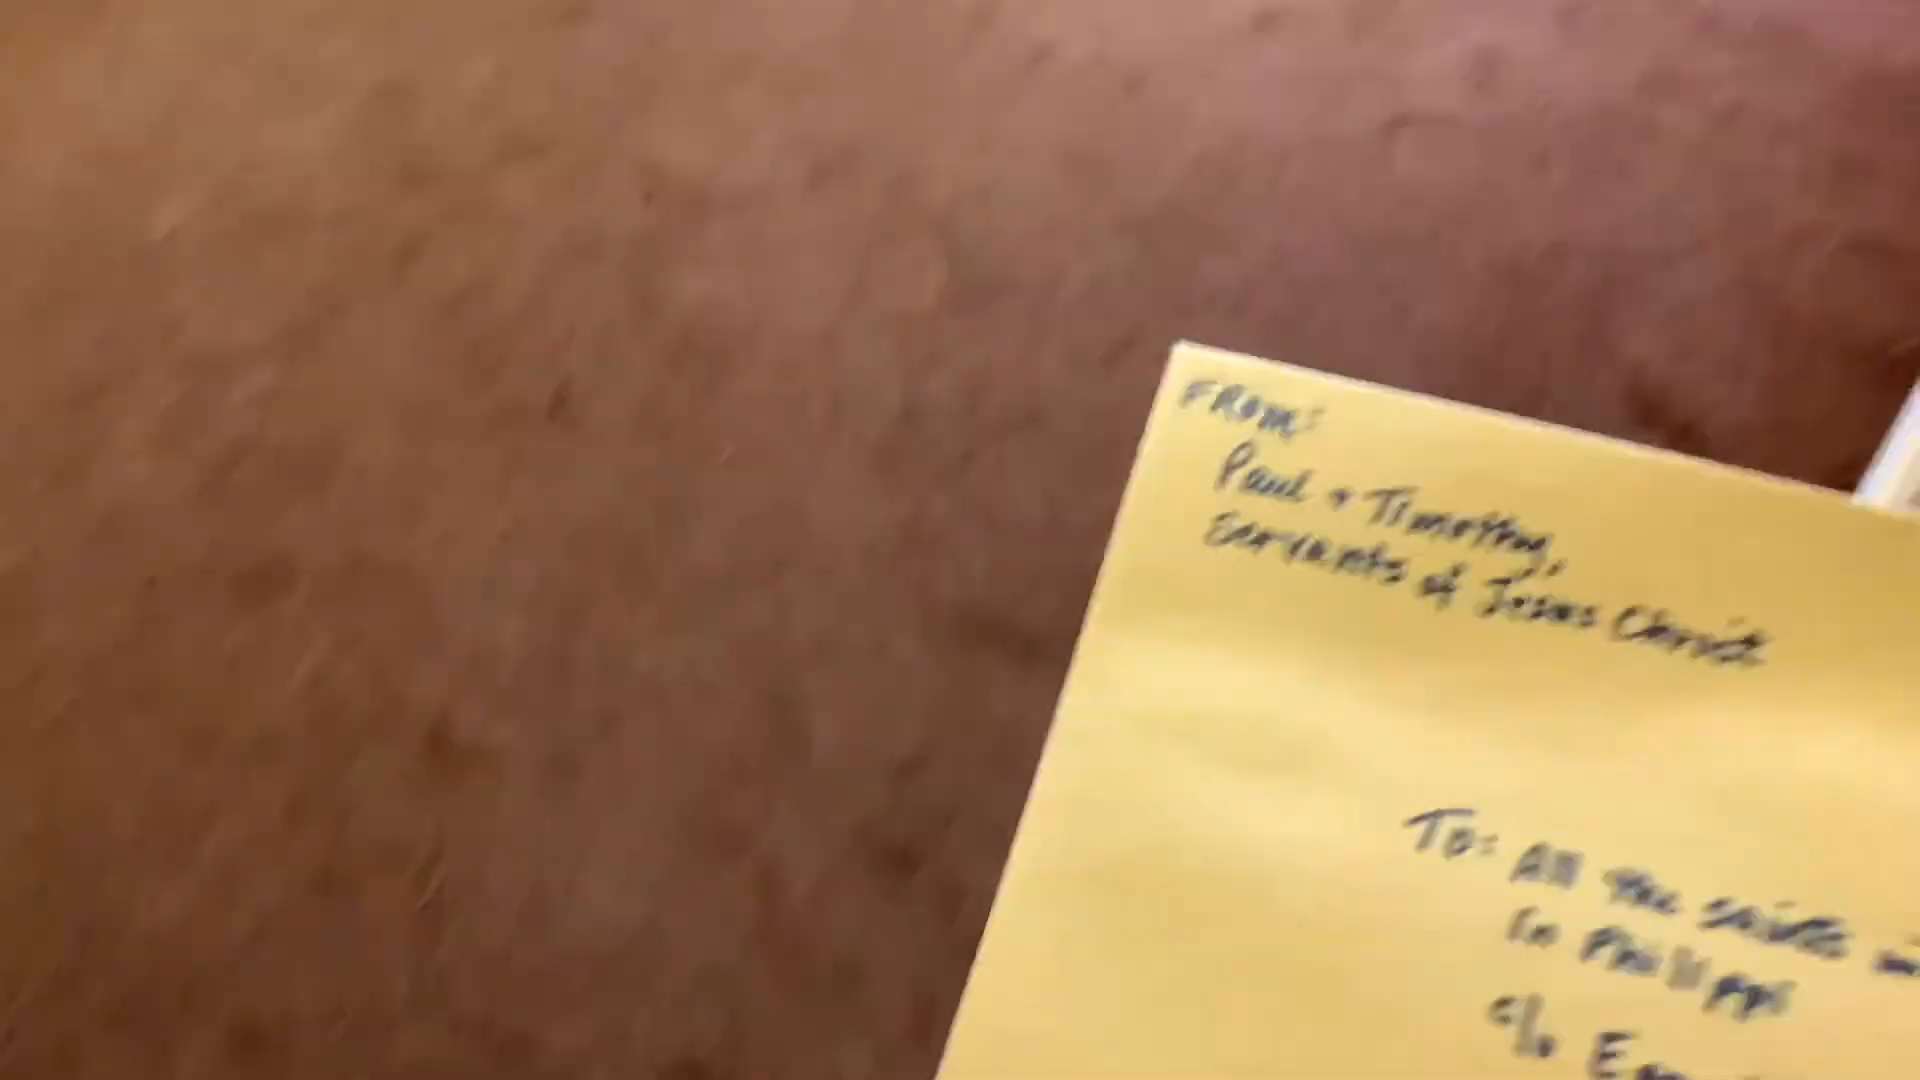 FROM:
Paul + Timothy,
servants of Jesus Christ
To: All the saints
in Philippi
c/o